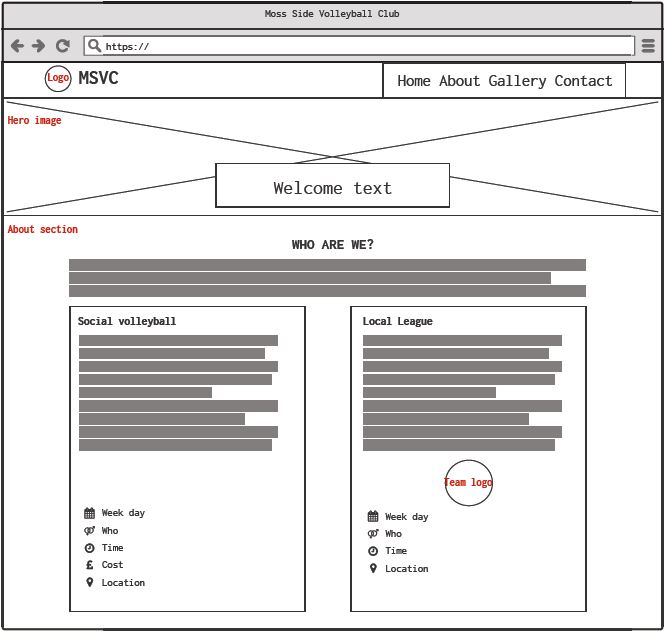 Moss Side Volleyball Club
https://
Logo MSVC
Home About Gallery Contact
Hero image
Welcome text
About section
WHO ARE WE?
Social volleyball
£
Week day
Who
Time
Cost
Location
Local League
Team logo
Week day
Who
Time
Location